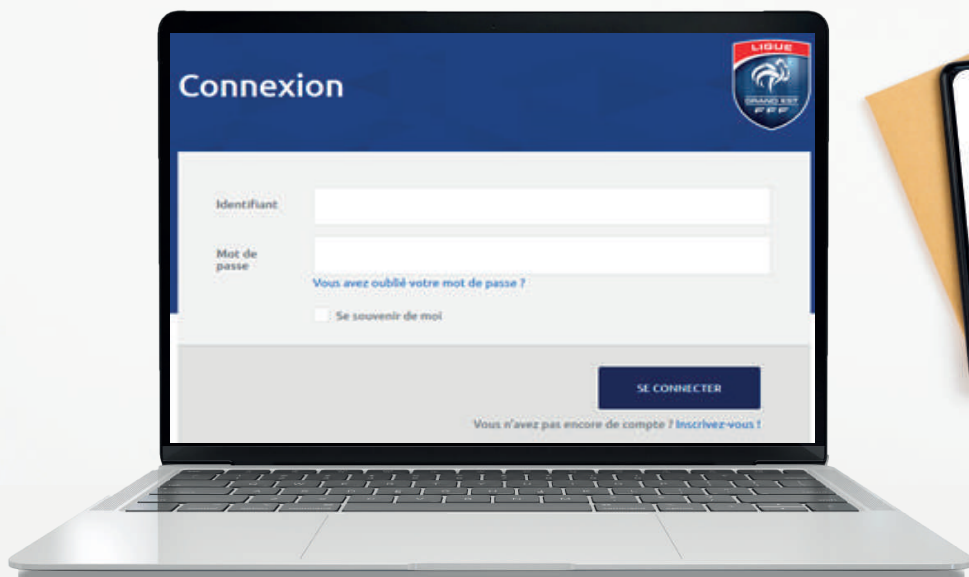 LIGUE
GRAND EST
FFF
Connexion
Identifiant
Mot de
passe
Vous avez oublié votre mot de passe ?
Se souvenir de moi
SE CONNECTER
Vous n'avez pas encore de compte ? Inscrivez-vous !